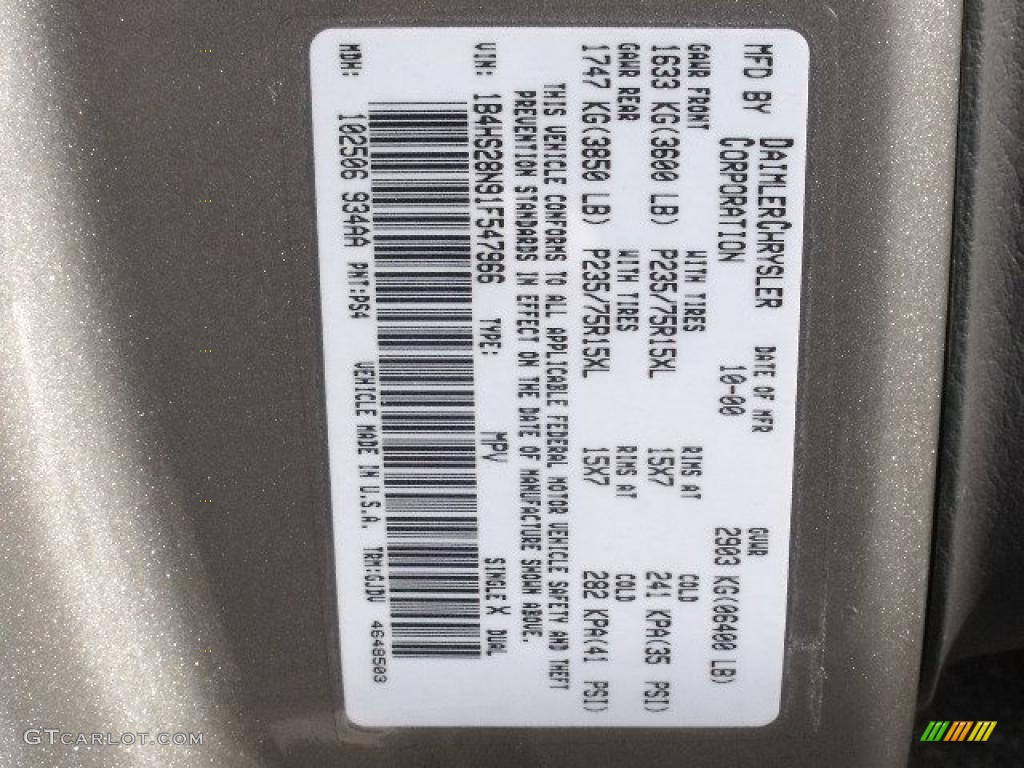 MFD BY DAIMLERCHRYSLER CORPORATION DATE OF MFR 10-00 GVWR 2903 KG(06400 LB)
GAWR FRONT WITH TIRES RIMS AT COLD
1633 KG(3600 LB) P235/75R15XL 15X7 241 KPA(35 PSI)
GAWR REAR WITH TIRES RIMS AT COLD
1747 KG(3850 LB) P235/75R15XL 15X7 282 KPA(41 PSI)
THIS VEHICLE CONFORMS TO ALL APPLICABLE FEDERAL MOTOR VEHICLE SAFETY AND THEFT
PREVENTION STANDARDS IN EFFECT ON THE DATE OF MANUFACTURE SHOWN ABOVE.
VIN: 1B4HS28N91F547966 TYPE: MPV SINGLE X DUAL
MDH: 102506 934AA PNT:PS4 VEHICLE MADE IN U.S.A. TRM:GJDV 4648503
GTCARLOT.COM